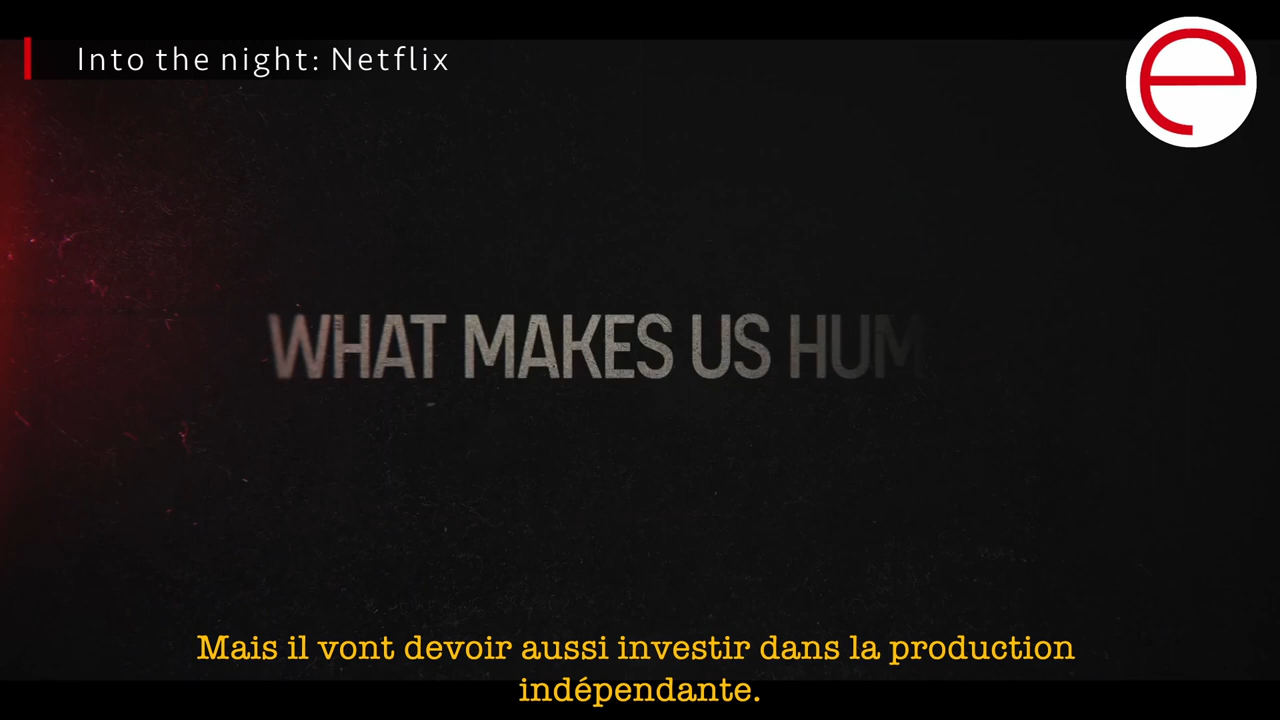 Into the night: Netflix
e
WHAT MAKES US HUM
Mais il vont devoir aussi investir dans la production
indépendante.